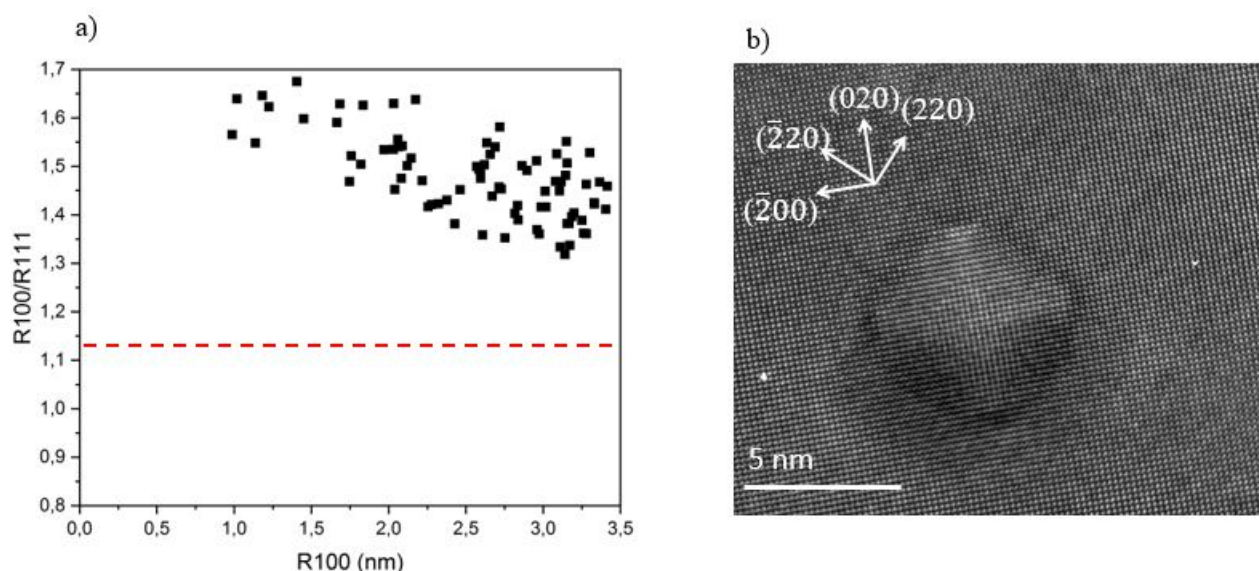 a)
1,7
1,6
1,5
1,4
1,3
1,2
1,1
1,0
0,9
0,8
R100/R111
0,0 0,5 1,0 1,5 2,0 2,5 3,0 3,5
R100 (nm)
b)
(020)
(220)
(2̅20)
(2̅00)
5 nm